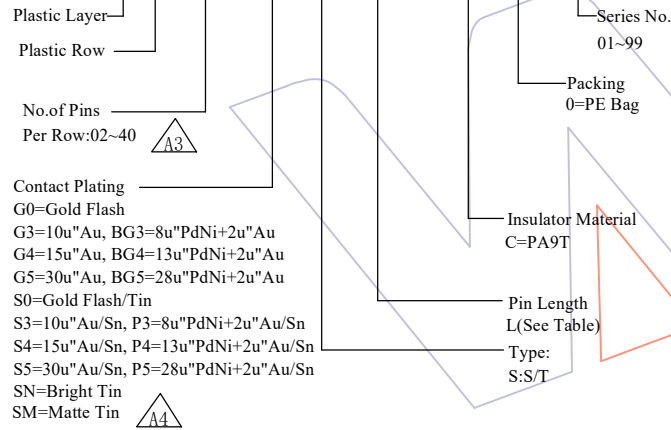 Plastic Layer
Plastic Row
No.of Pins
Per Row:02~40
A3
Contact Plating
G0=Gold Flash
G3=10u"Au, BG3=8u"PdNi+2u"Au
G4=15u"Au, BG4=13u"PdNi+2u"Au
G5=30u"Au, BG5=28u"PdNi+2u"Au
S0=Gold Flash/Tin
S3=10u"Au/Sn, P3=8u"PdNi+2u"Au/Sn
S4=15u"Au/Sn, P4=13u"PdNi+2u"Au/Sn
S5=30u"Au/Sn, P5=28u"PdNi+2u"Au/Sn
SN=Bright Tin
SM=Matte Tin
A4
Series No.
01~99
Packing
0=PE Bag
Insulator Material
C=PA9T
Pin Length
L(See Table)
Type:
S:S/T